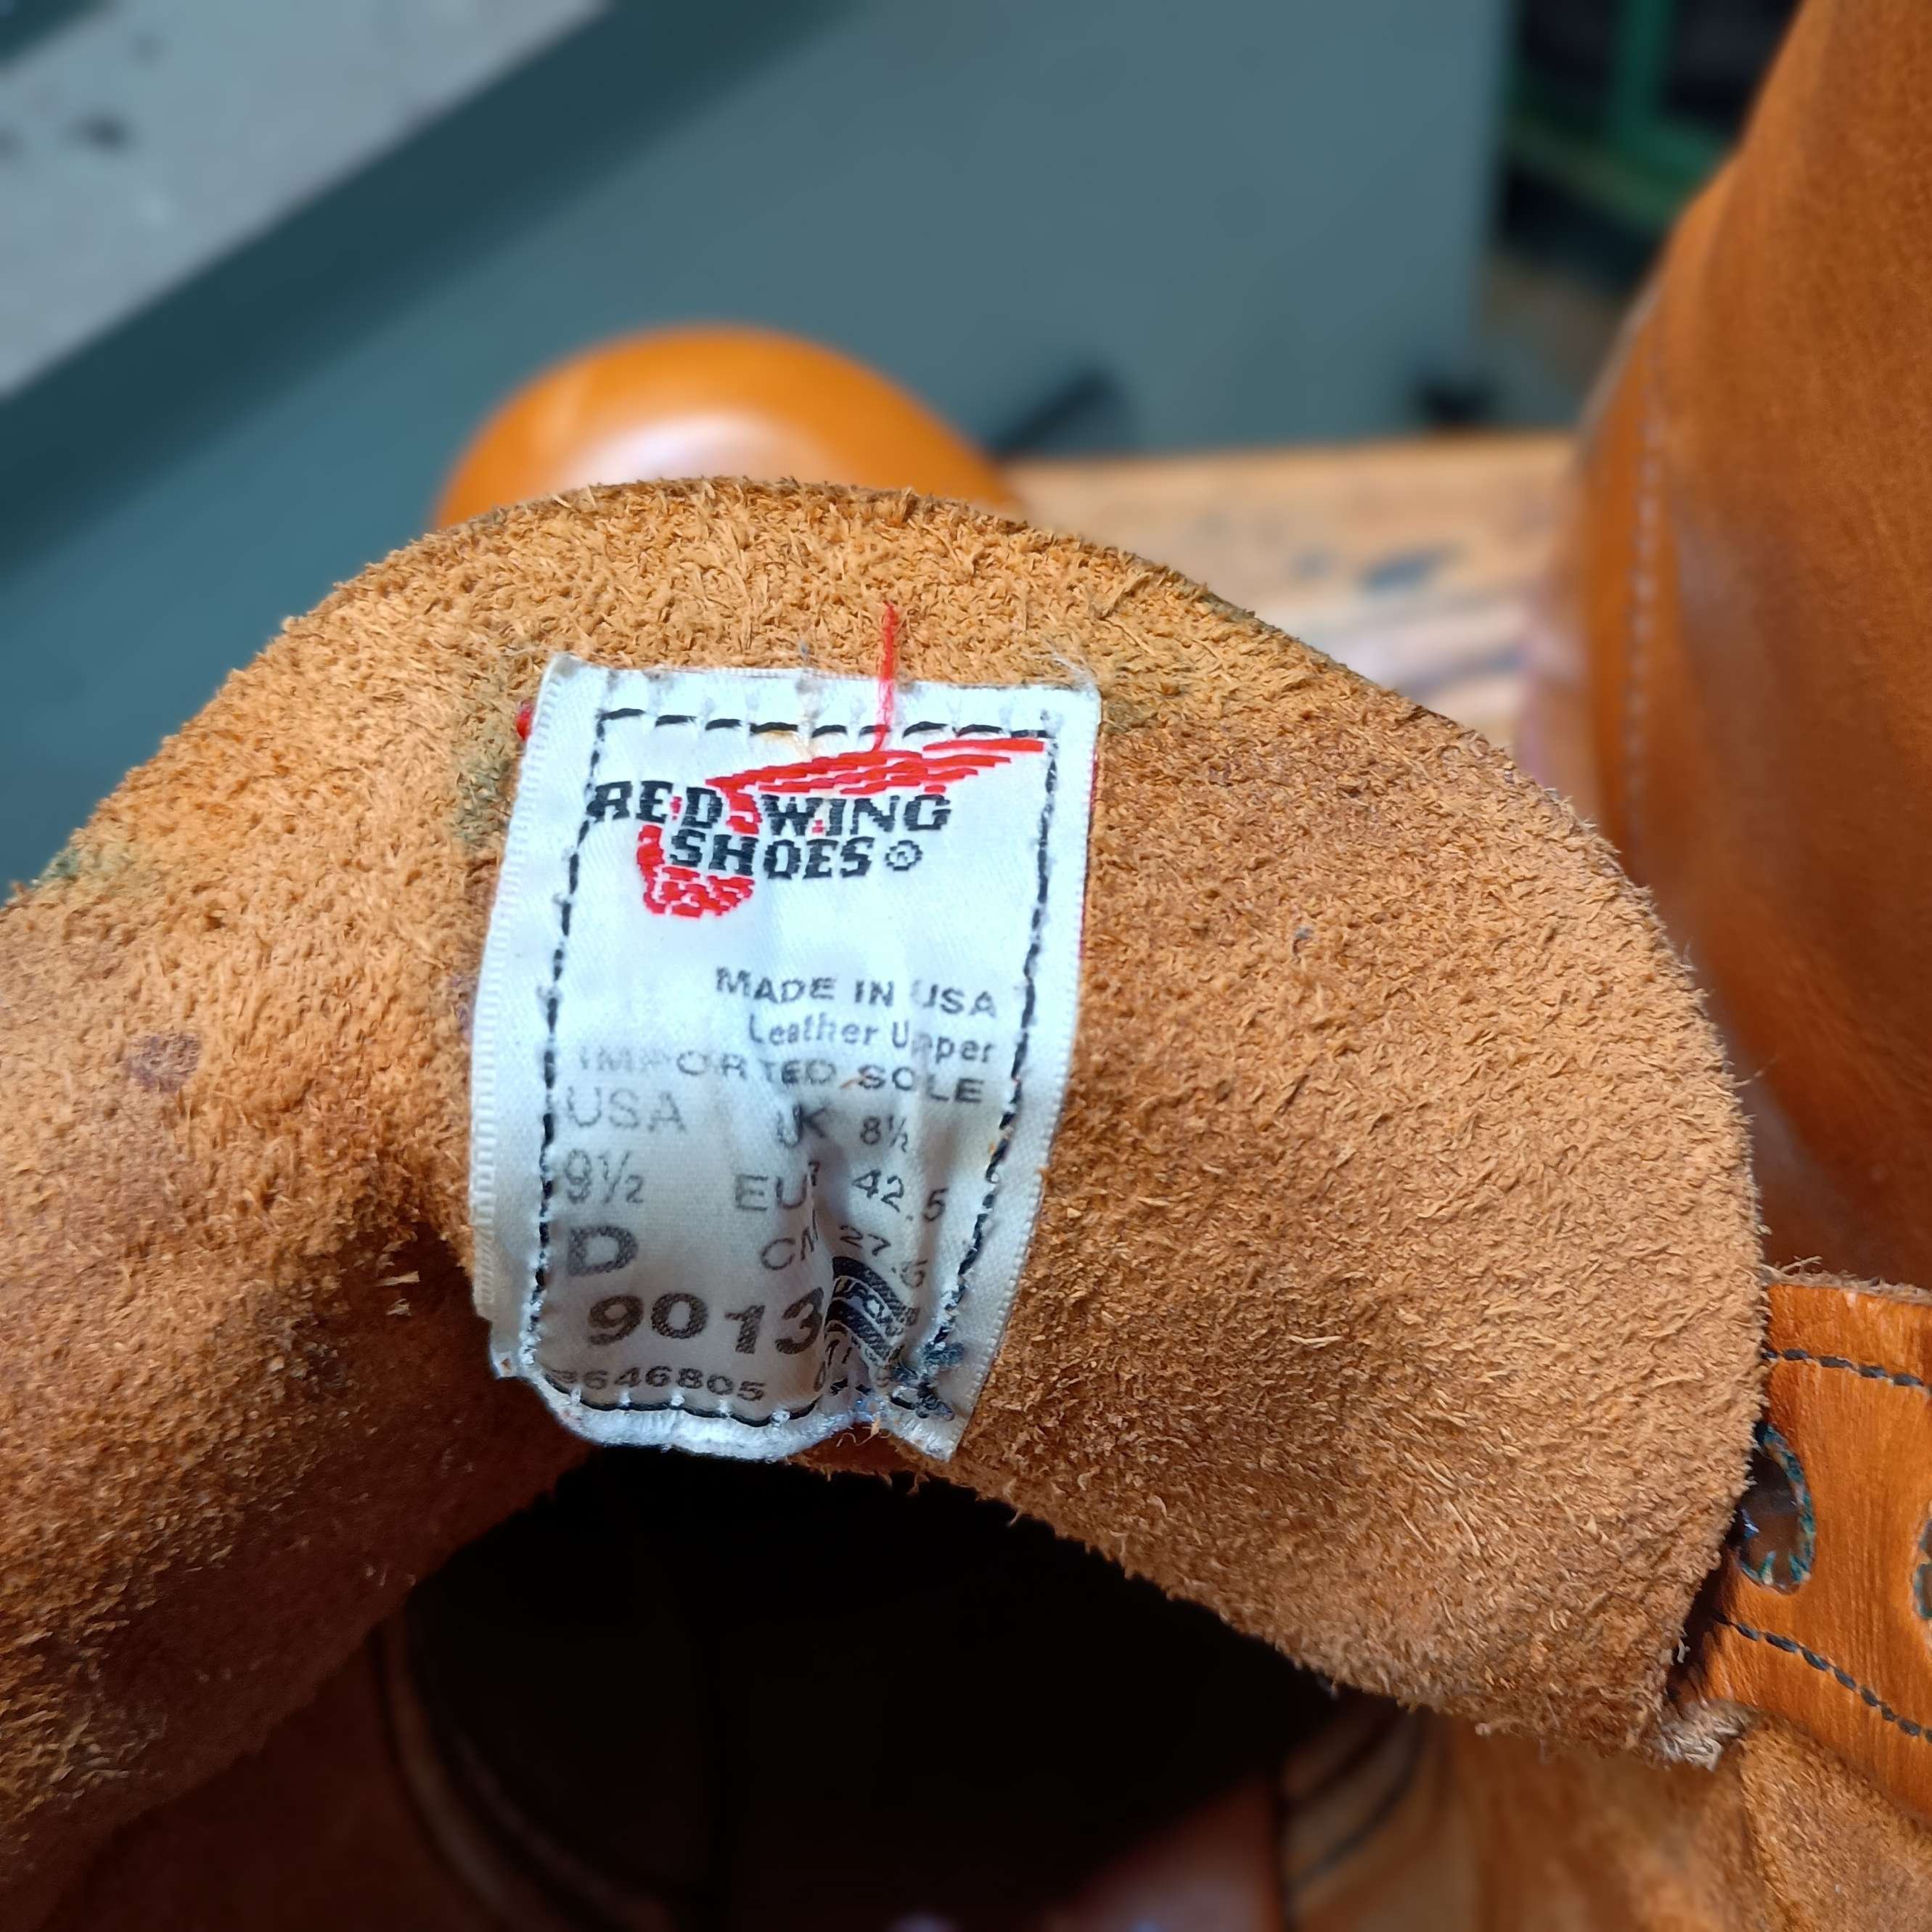 RED WING
SHOES ®
MADE IN USA
Leather Upper
IMPORTED SOLE
USA UK 8½
9½ EUR 42.5
D CM 27.5
9013